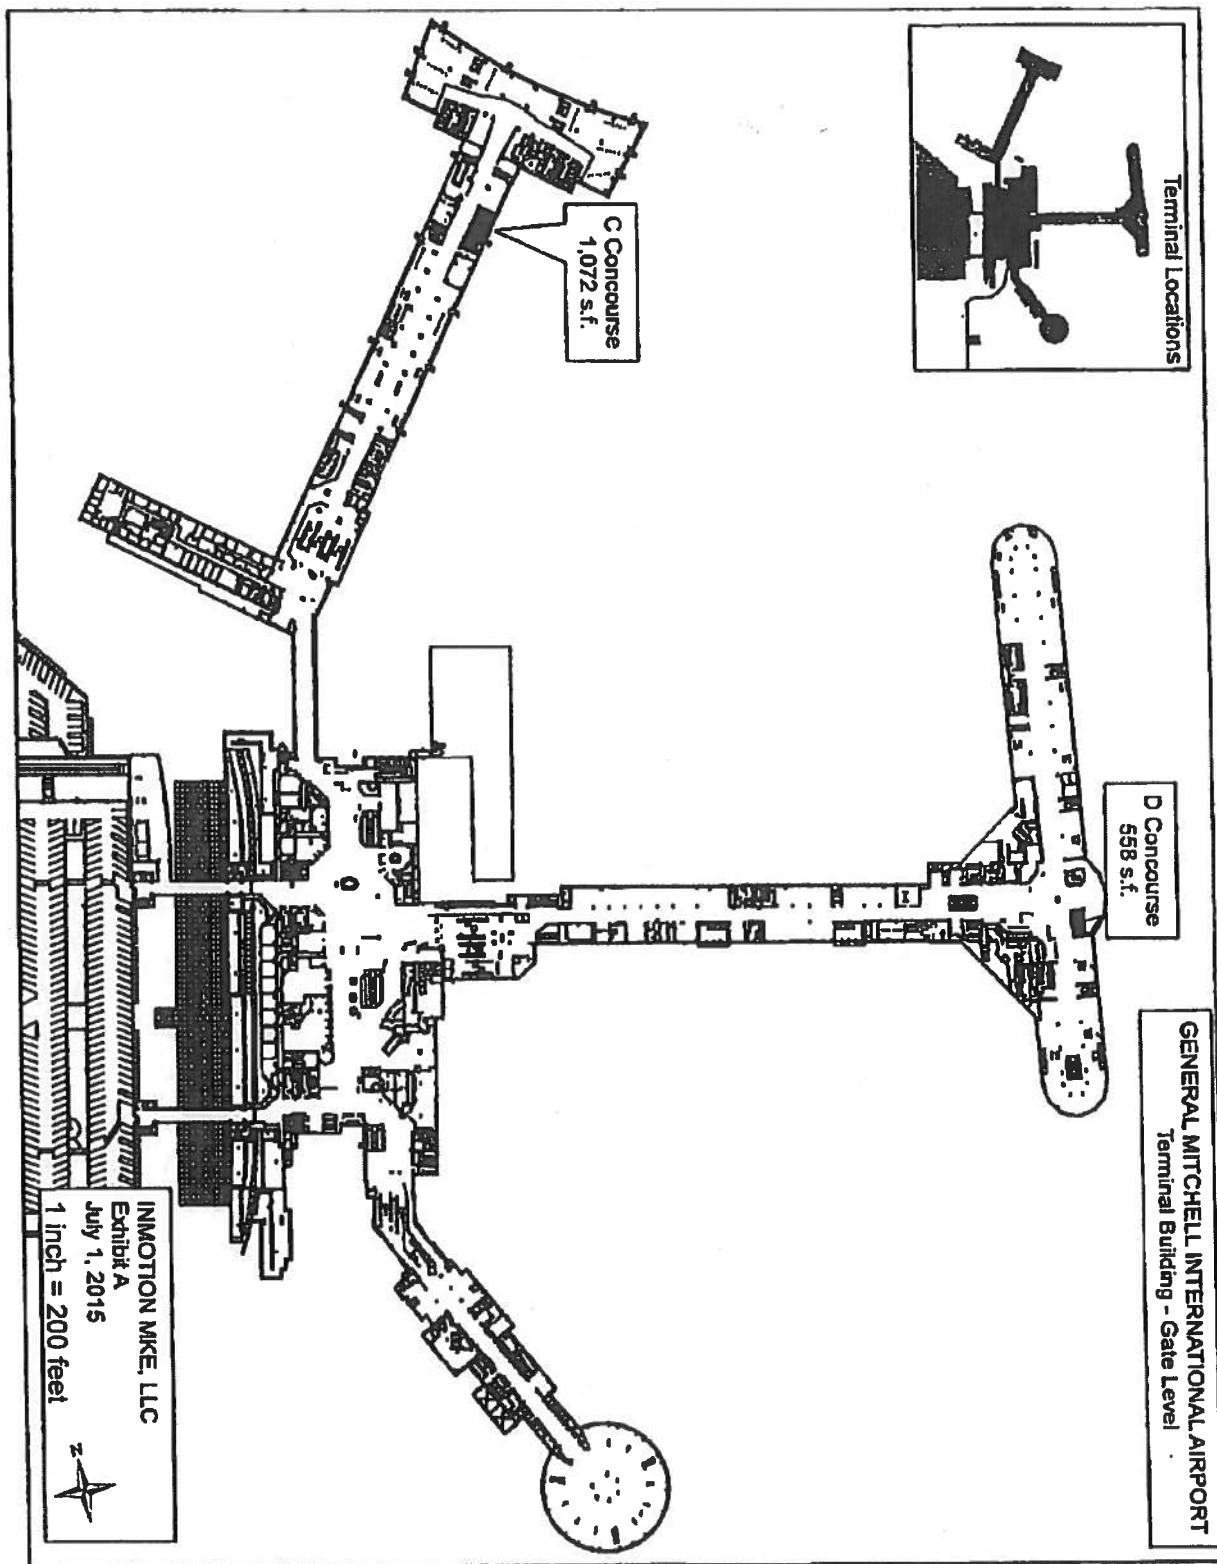 GENERAL MITCHELL INTERNATIONAL AIRPORT
Terminal Building - Gate Level
Terminal Locations
C Concourse
1,072 s.f.
D Concourse
558 s.f.
INMOTION MKE, LLC
Exhibit A
July 1, 2015
1 inch = 200 feet
N